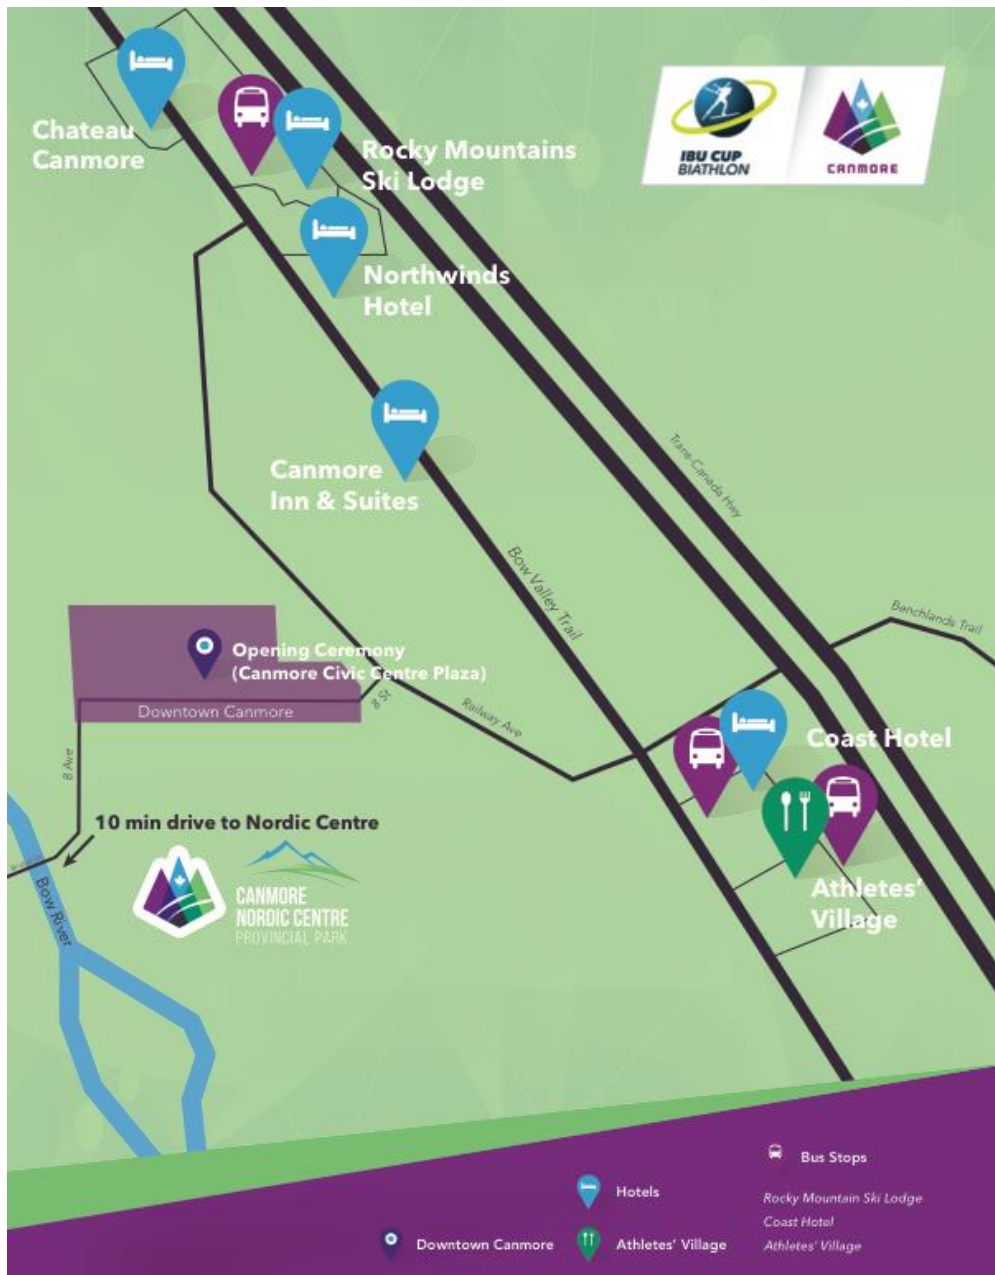 Chateau
Canmore
Rocky Mountains
Ski Lodge
IBU CUP
BIATHLON
CANMORE
Northwinds
Hotel
Canmore
Inn & Suites
Trans-Canada Hwy
Bow Valley Trail
Benchlands Trail
Opening Ceremony
(Canmore Civic Centre Plaza)
Downtown Canmore
8 St
Railway Ave
Coast Hotel
8 Ave
10 min drive to Nordic Centre
Bow River
CANMORE
NORDIC CENTRE
PROVINCIAL PARK
Athletes'
Village
Bus Stops
Hotels
Rocky Mountain Ski Lodge
Coast Hotel
Downtown Canmore
Athletes' Village
Athletes' Village